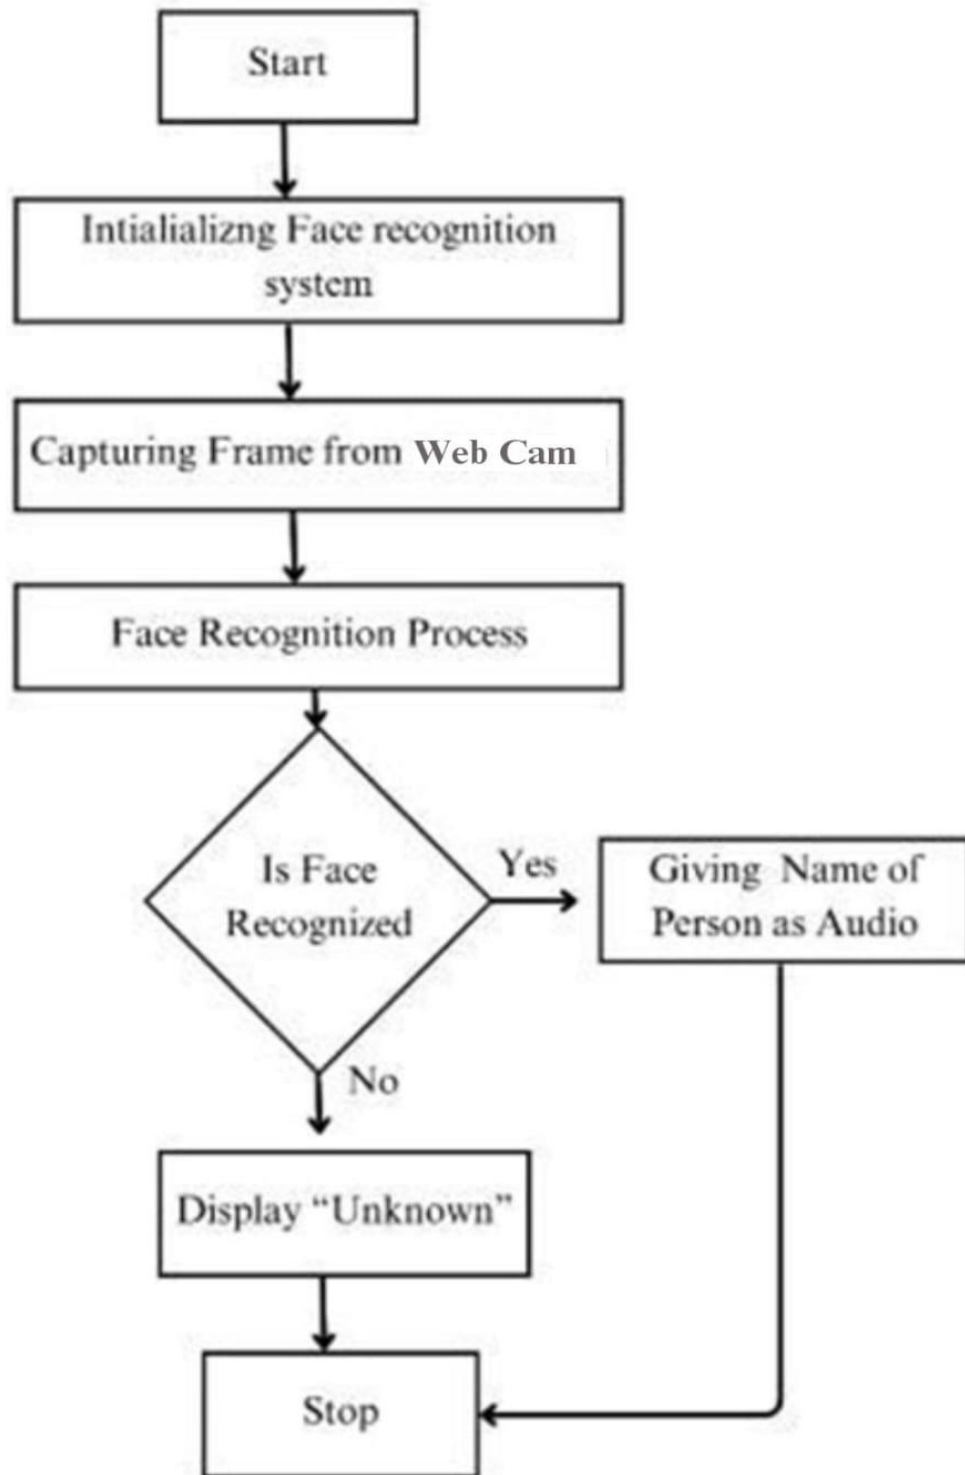 Start
Intialializng Face recognition
system
Capturing Frame from Web Cam
Face Recognition Process
Is Face
Recognized
Yes
Giving Name of
Person as Audio
No
Display “Unknown”
Stop